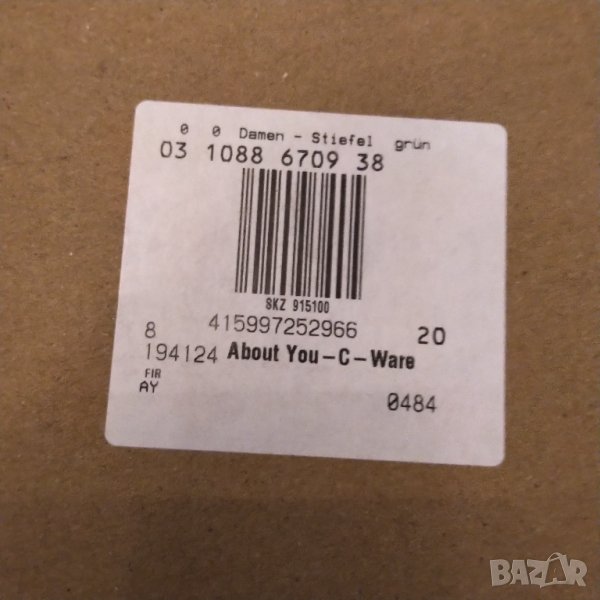 0 0 Damen - Stiefel grün
03 1088 6709 38
SKZ 915100
8 415997252966 20
194124 About You-C-Ware
FIR
AY 0484
BAZAR